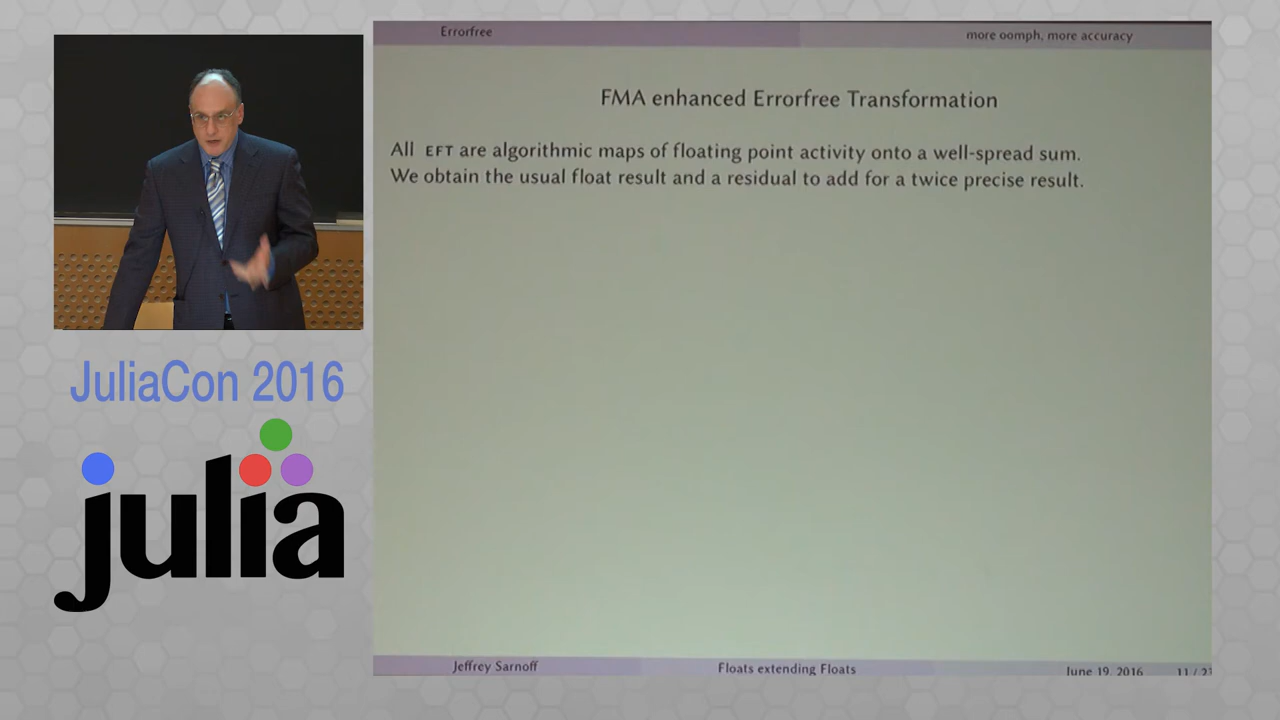 Errorfree
more oomph, more accuracy
FMA enhanced Errorfree Transformation
All EFT are algorithmic maps of floating point activity onto a well-spread sum.
We obtain the usual float result and a residual to add for a twice precise result.
JuliaCon 2016
julia
Jeffrey Sarnoff
Floats extending Floats
June 19, 2016